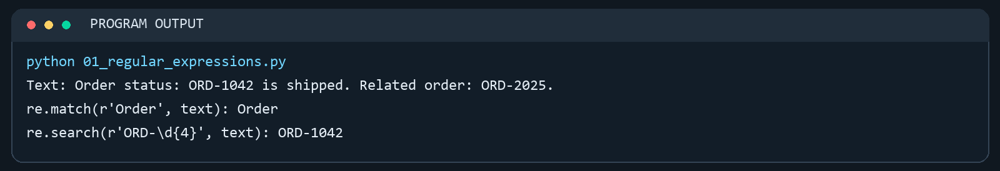 PROGRAM OUTPUT
python 01_regular_expressions.py
Text: Order status: ORD-1042 is shipped. Related order: ORD-2025.
re.match(r'Order', text): Order
re.search(r'ORD-\d{4}', text): ORD-1042